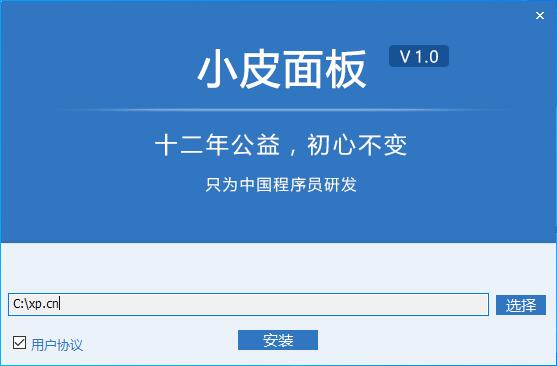 小皮面板 V 1.0
十二年公益，初心不变
只为中国程序员研发
C:\xp.cn
选择
用户协议
安装